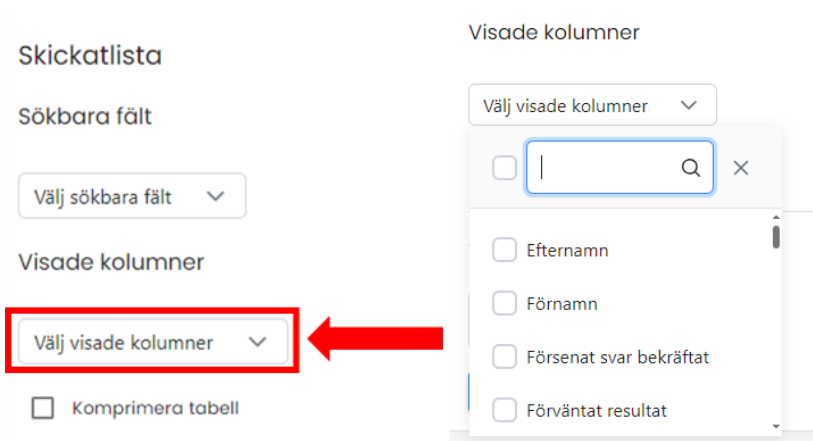 Skickatlista
Sökbara fält
Välj sökbara fält
Visade kolumner
Välj visade kolumner
Komprimera tabell
Visade kolumner
Välj visade kolumner
Efternamn
Förnamn
Försenat svar bekräftat
Förväntat resultat